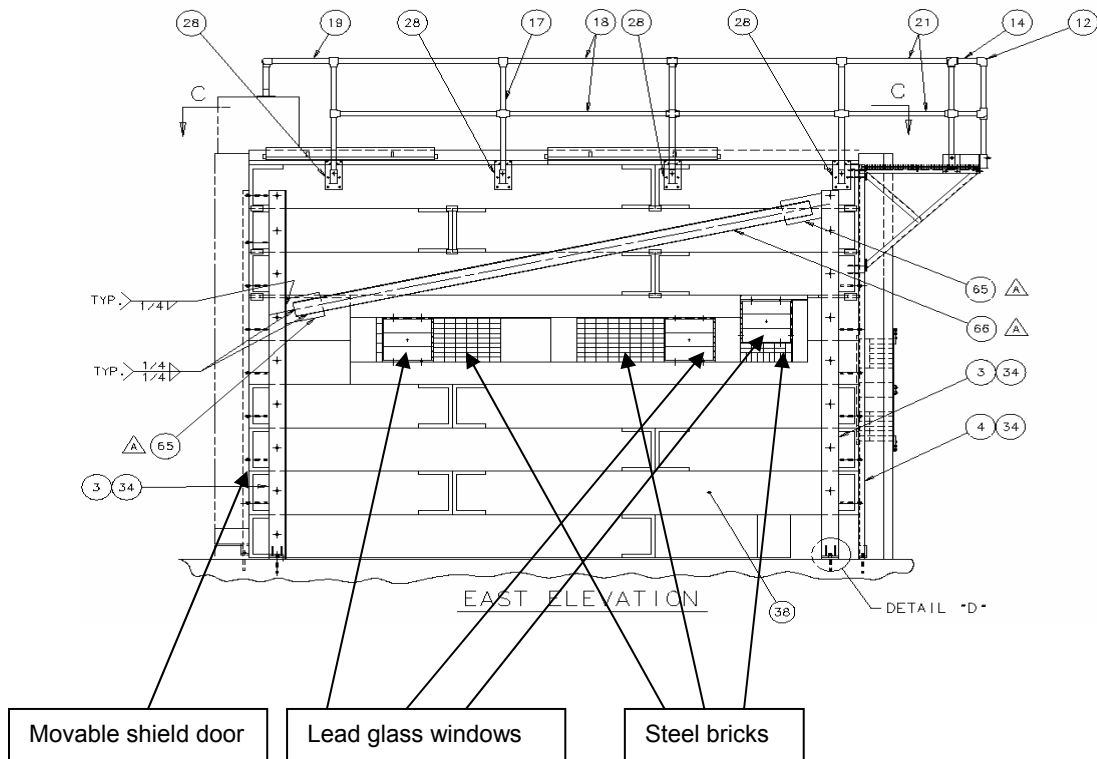 26
19
28
17
18
28
21
28
14
12
C
C
TYP.
1/4
TYP.
1/4
1/4
65 A
66 A
3 34
4 34
A 65
3 34
EAST ELEVATION
38
DETAIL "D"
Movable shield door
Lead glass windows
Steel bricks